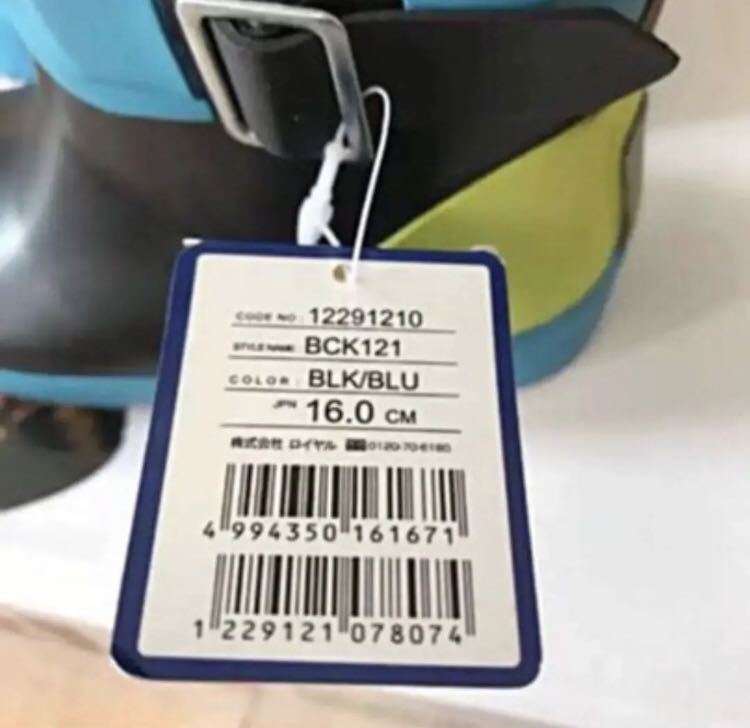 CODE NO : 12291210
STYLE NAME: BCK121
COLOR : BLK/BLU
JPN 16.0 CM
株式会社 ロイヤル 0120-70-6180
4 994350 161671
1 229121 078074